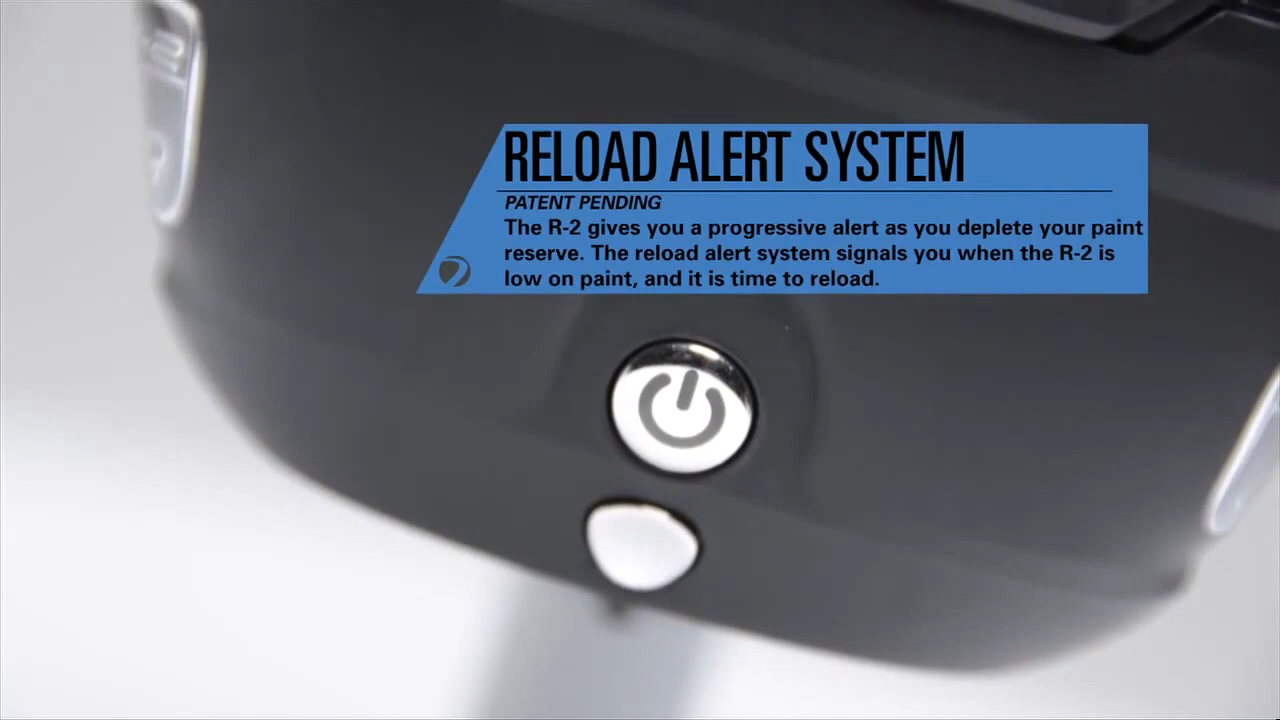 RELOAD ALERT SYSTEM
PATENT PENDING
The R-2 gives you a progressive alert as you deplete your paint
reserve. The reload alert system signals you when the R-2 is
low on paint, and it is time to reload.